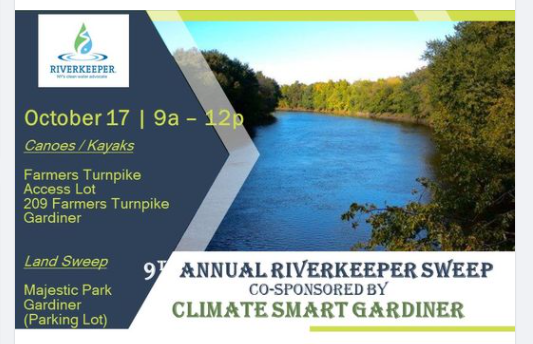 RIVERKEEPER
NY's clean water advocate
October 17 | 9a – 12p
Canoes / Kayaks
Farmers Turnpike
Access Lot
209 Farmers Turnpike
Gardiner
Land Sweep
Majestic Park
Gardiner
(Parking Lot)
9TH ANNUAL RIVERKEEPER SWEEP
CO-SPONSORED BY
CLIMATE SMART GARDINER